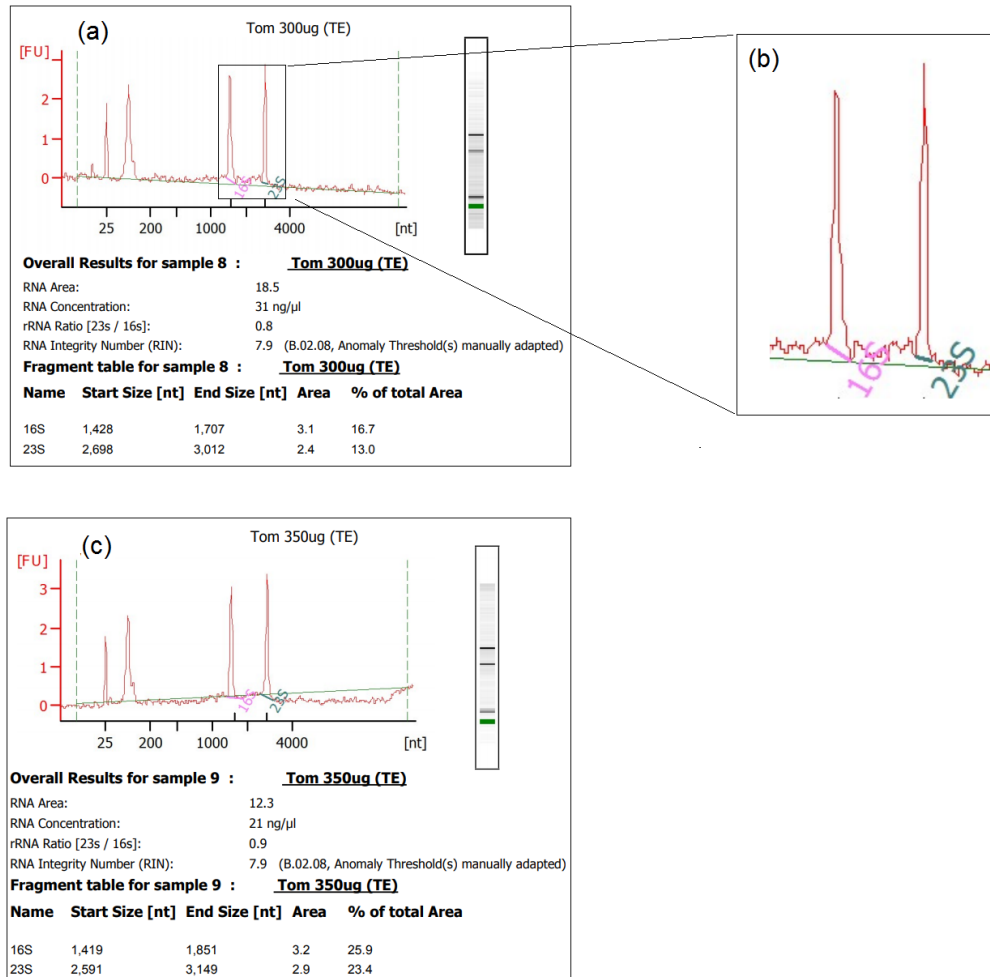 (a)
Tom 300ug (TE)
[FU]
2
1
0
16S
23S
25 200 1000 4000 [nt]
Overall Results for sample 8 : Tom 300ug (TE)
RNA Area: 18.5
RNA Concentration: 31 ng/µl
rRNA Ratio [23s / 16s]: 0.8
RNA Integrity Number (RIN): 7.9 (B.02.08, Anomaly Threshold(s) manually adapted)
Fragment table for sample 8 : Tom 300ug (TE)
Name Start Size [nt] End Size [nt] Area % of total Area
16S 1,428 1,707 3.1 16.7
23S 2,698 3,012 2.4 13.0
(b)
16S
23S
(c)
Tom 350ug (TE)
[FU]
3
2
1
0
16S
23S
25 200 1000 4000 [nt]
Overall Results for sample 9 : Tom 350ug (TE)
RNA Area: 12.3
RNA Concentration: 21 ng/µl
rRNA Ratio [23s / 16s]: 0.9
RNA Integrity Number (RIN): 7.9 (B.02.08, Anomaly Threshold(s) manually adapted)
Fragment table for sample 9 : Tom 350ug (TE)
Name Start Size [nt] End Size [nt] Area % of total Area
16S 1,419 1,851 3.2 25.9
23S 2,591 3,149 2.9 23.4